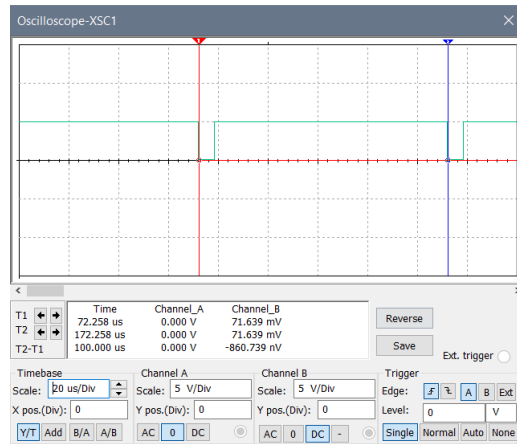 Oscilloscope-XSC1
1
2
Time Channel_A Channel_B
T1 72.258 us 0.000 V 71.639 mV
T2 172.258 us 0.000 V 71.639 mV
T2-T1 100.000 us 0.000 V -860.739 nV
Reverse
Save
Ext. trigger
Timebase Channel A Channel B Trigger
Scale: 20 us/Div Scale: 5 V/Div Scale: 5 V/Div Edge: A B Ext
X pos.(Div): 0 Y pos.(Div): 0 Y pos.(Div): 0 Level: 0 V
Y/T Add B/A A/B AC 0 DC AC 0 DC - Single Normal Auto None